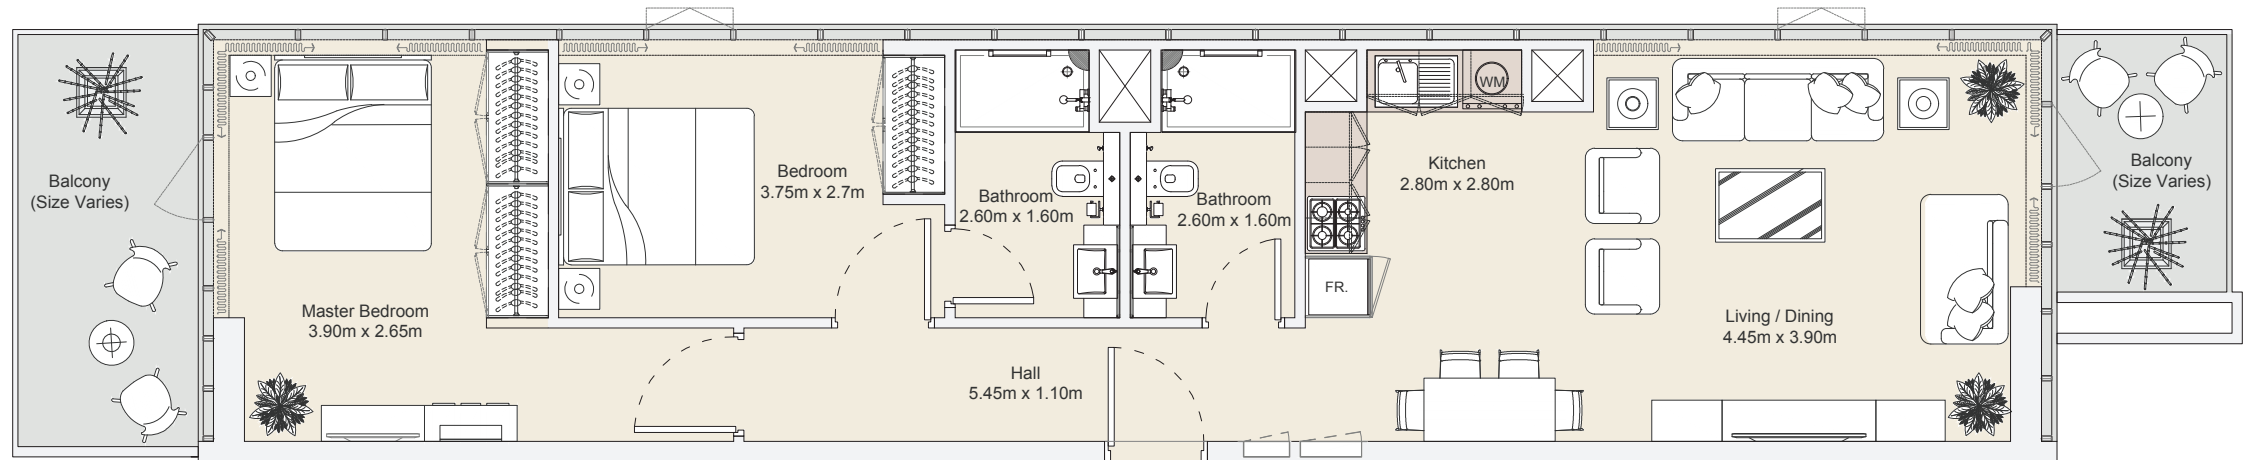 Balcony
(Size Varies)
Master Bedroom
3.90m x 2.65m
Bedroom
3.75m x 2.7m
Bathroom
2.60m x 1.60m
Bathroom
2.60m x 1.60m
Hall
5.45m x 1.10m
WM
Kitchen
2.80m x 2.80m
FR.
Living / Dining
4.45m x 3.90m
Balcony
(Size Varies)